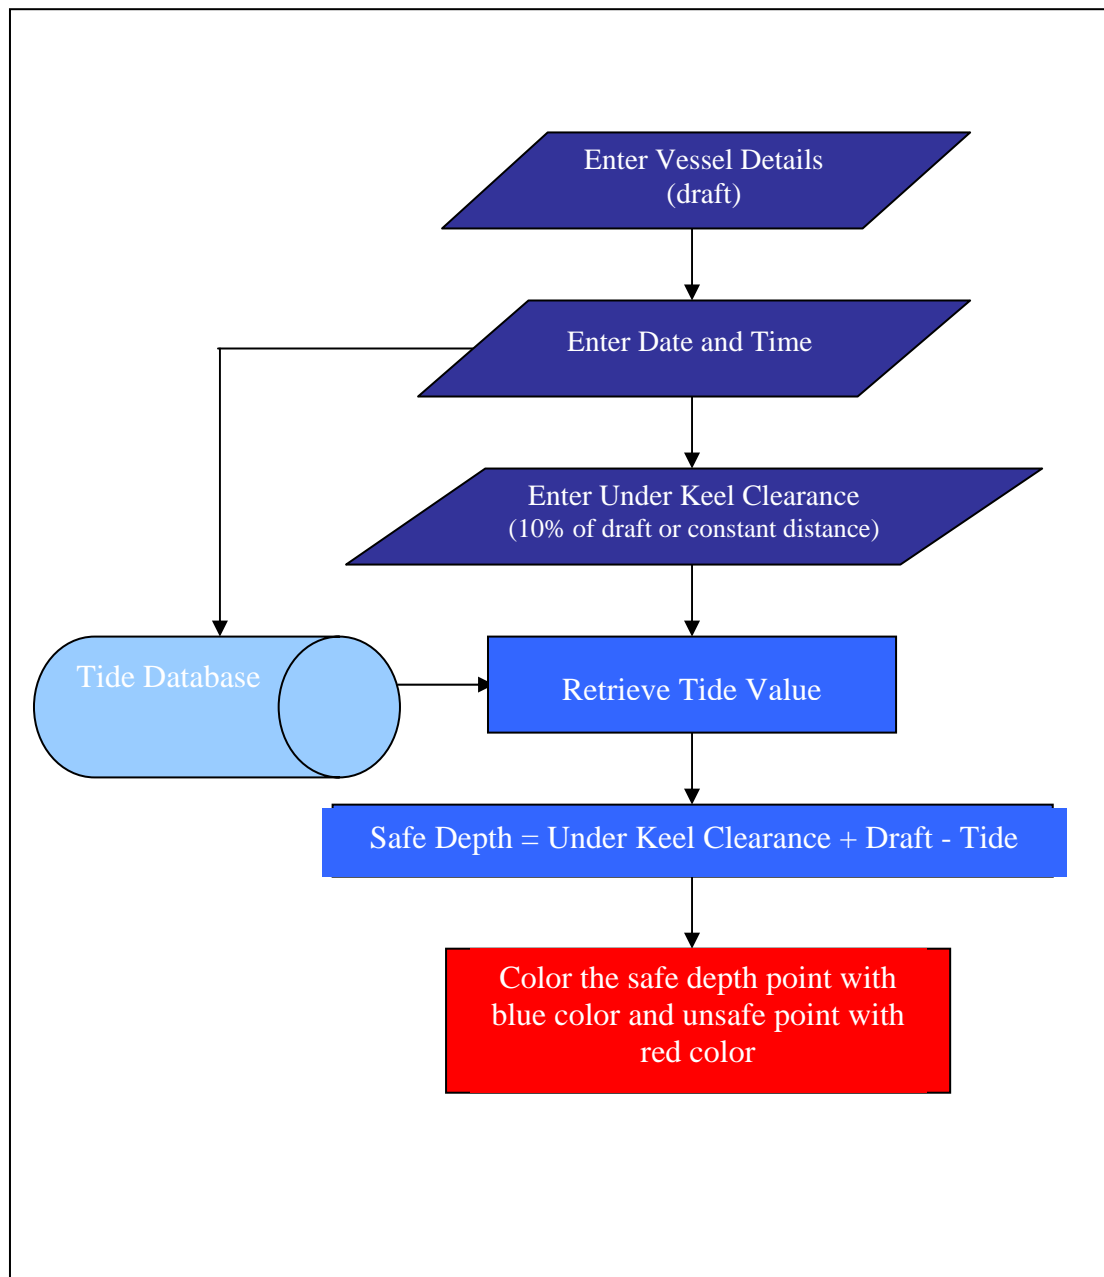 Enter Vessel Details
(draft)
Enter Date and Time
Enter Under Keel Clearance
(10% of draft or constant distance)
Tide Database
Retrieve Tide Value
Safe Depth = Under Keel Clearance + Draft - Tide
Color the safe depth point with
blue color and unsafe point with
red color